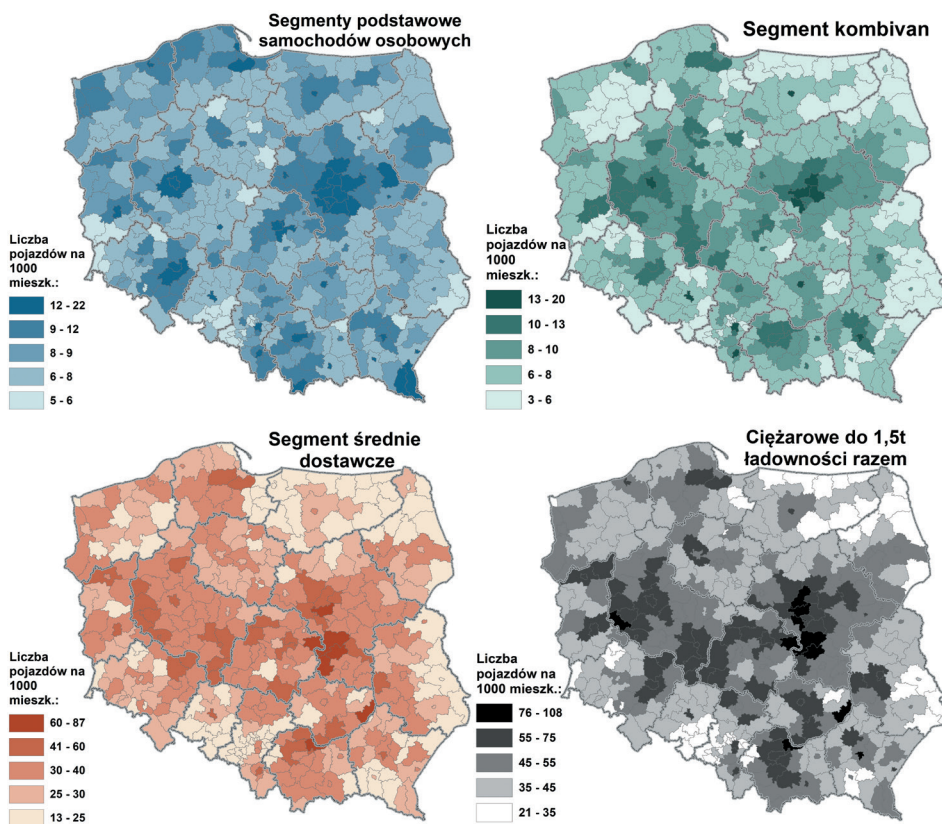 Segmenty podstawowe
samochodów osobowych
Liczba
pojazdów na
1000
mieszk.:
12 - 22
9 - 12
8 - 9
6 - 8
5 - 6
Segment kombivan
Liczba
pojazdów na
1000
mieszk.:
13 - 20
10 - 13
8 - 10
6 - 8
3 - 6
Segment średnie
dostawcze
Liczba
pojazdów na
1000
mieszk.:
60 - 87
41 - 60
30 - 40
25 - 30
13 - 25
Ciężarowe do 1,5t
ładowności razem
Liczba
pojazdów na
1000 mieszk.:
76 - 108
55 - 75
45 - 55
35 - 45
21 - 35